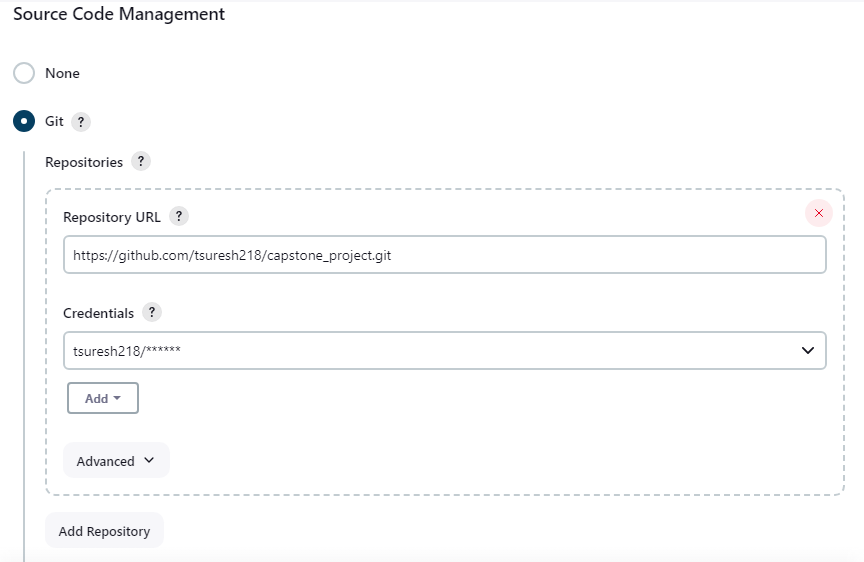 Source Code Management
None
Git ?
Repositories ?
Repository URL ?
https://github.com/tsuresh218/capstone_project.git
Credentials ?
tsuresh218/******
Add
Advanced
Add Repository